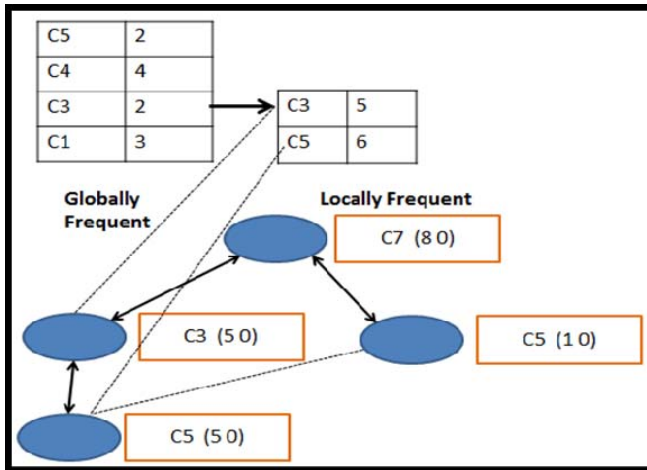 C5 2
C4 4
C3 2
C1 3
C3 5
C5 6
Globally
Frequent
Locally Frequent
C7 (8 0)
C3 (5 0)
C5 (1 0)
C5 (5 0)